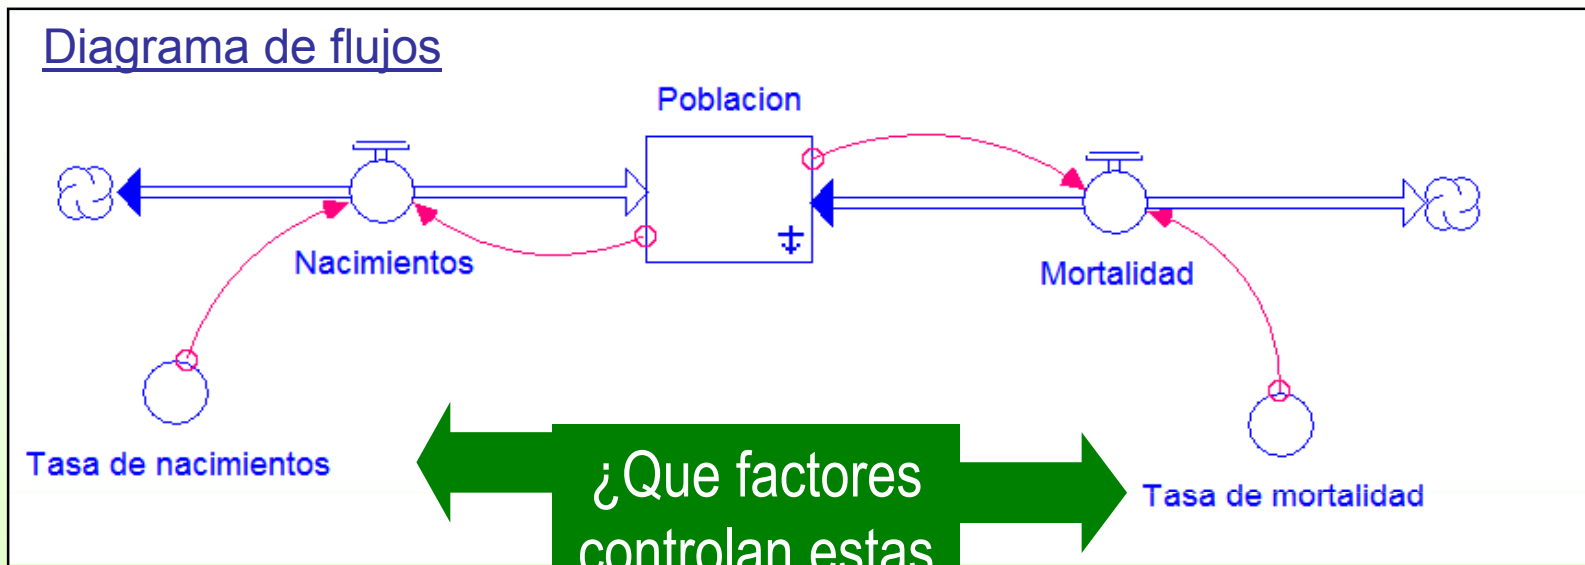 Diagrama de flujos
Poblacion
Nacimientos
Mortalidad
Tasa de nacimientos
¿Que factores
controlan estas
Tasa de mortalidad